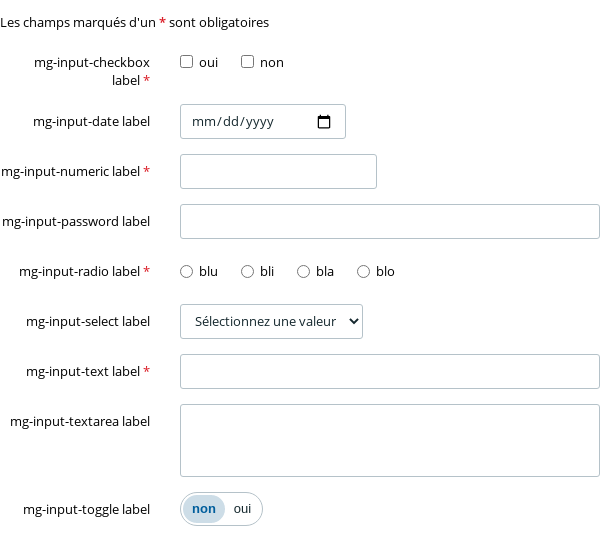 Les champs marqués d'un * sont obligatoires
mg-input-checkbox
label *
oui non
mg-input-date label
mm/dd/yyyy
mg-input-numeric label *
mg-input-password label
mg-input-radio label *
blu bli bla blo
mg-input-select label
Sélectionnez une valeur
mg-input-text label *
mg-input-textarea label
mg-input-toggle label
non oui